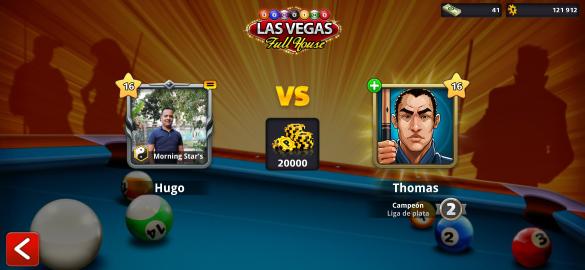 41
121 912
LAS VEGAS
Full House
16
16
VS
Morning Star's
20000
Hugo
Thomas
Campeón
Liga de plata
2
14
2
3